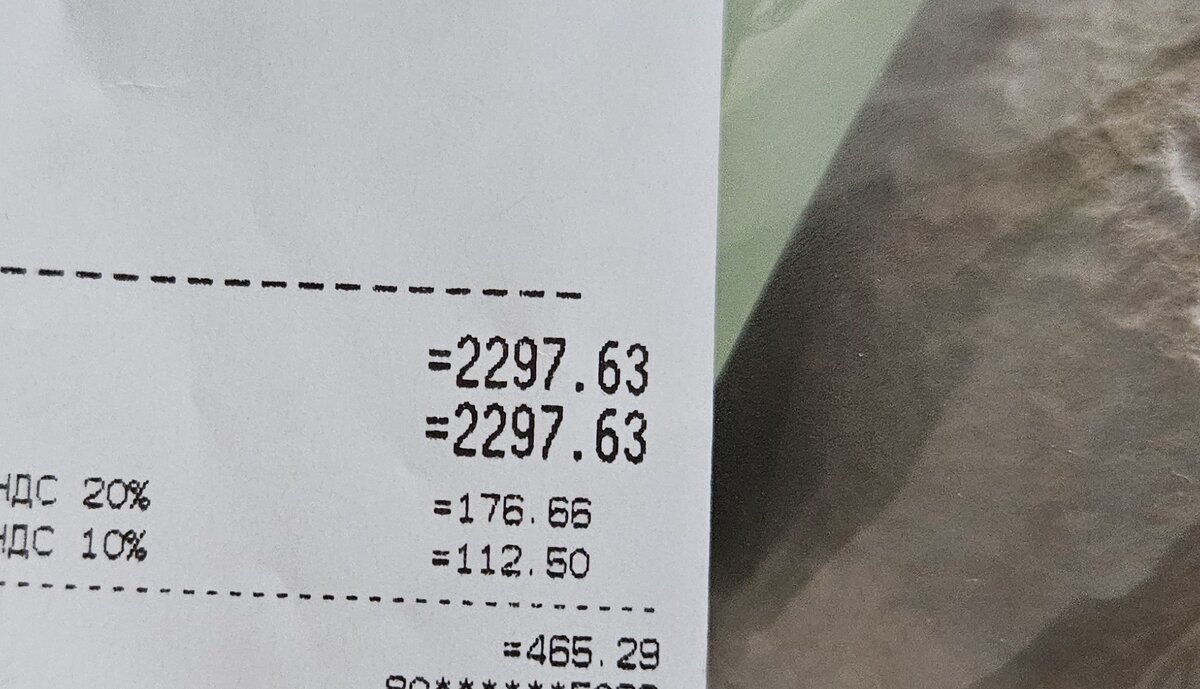 =2297.63
=2297.63
НДС 20% =176.66
НДС 10% =112.50
=465.29